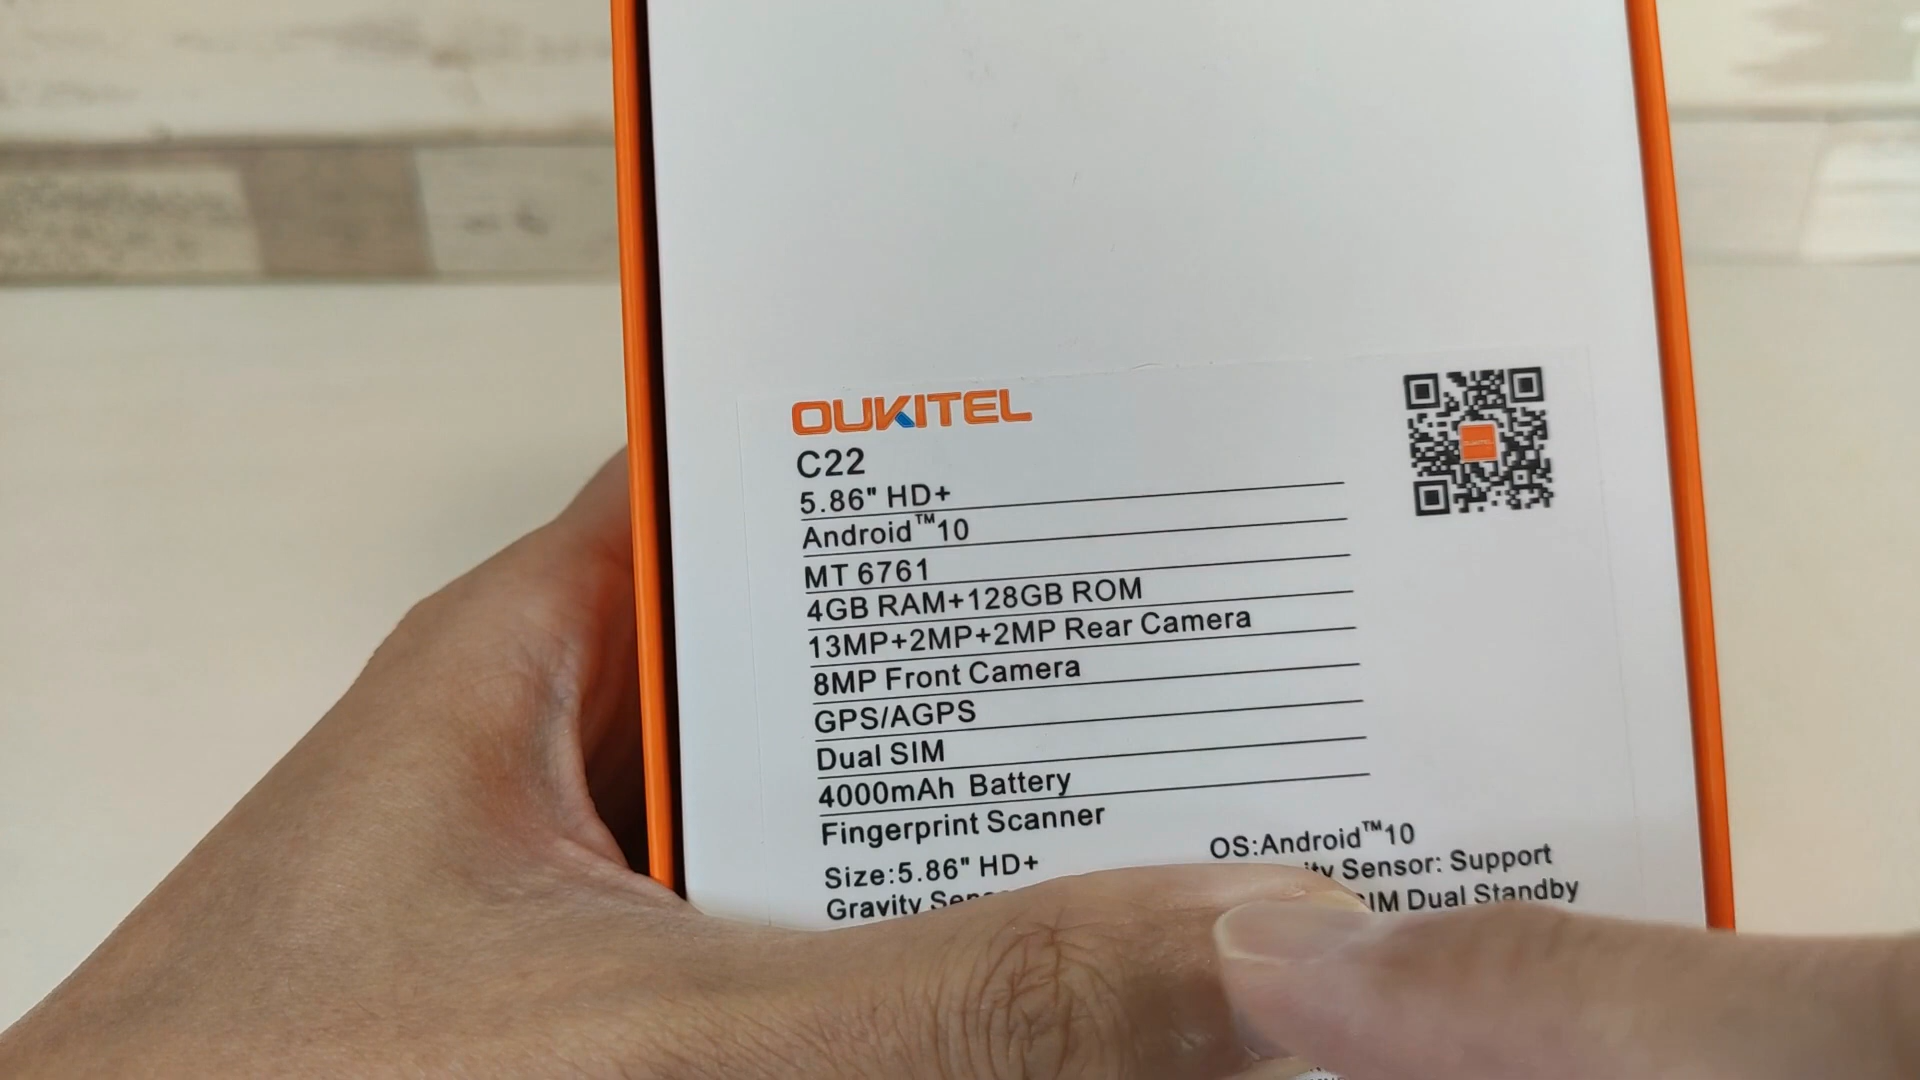 OUKITEL
C22
5.86" HD+
Android™10
MT 6761
4GB RAM+128GB ROM
13MP+2MP+2MP Rear Camera
8MP Front Camera
GPS/AGPS
Dual SIM
4000mAh Battery
Fingerprint Scanner
Size:5.86" HD+
OS:Android™10
Gravity
Sensor: Support
Dual Standby